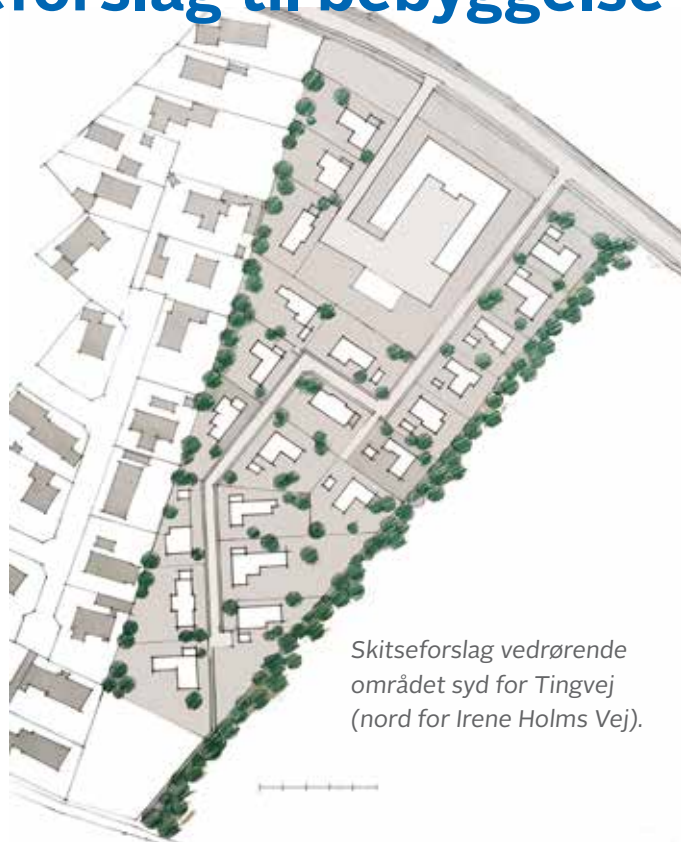 forslag til bebyggelse
Skitseforslag vedrørende
området syd for Tingvej
(nord for Irene Holms Vej).